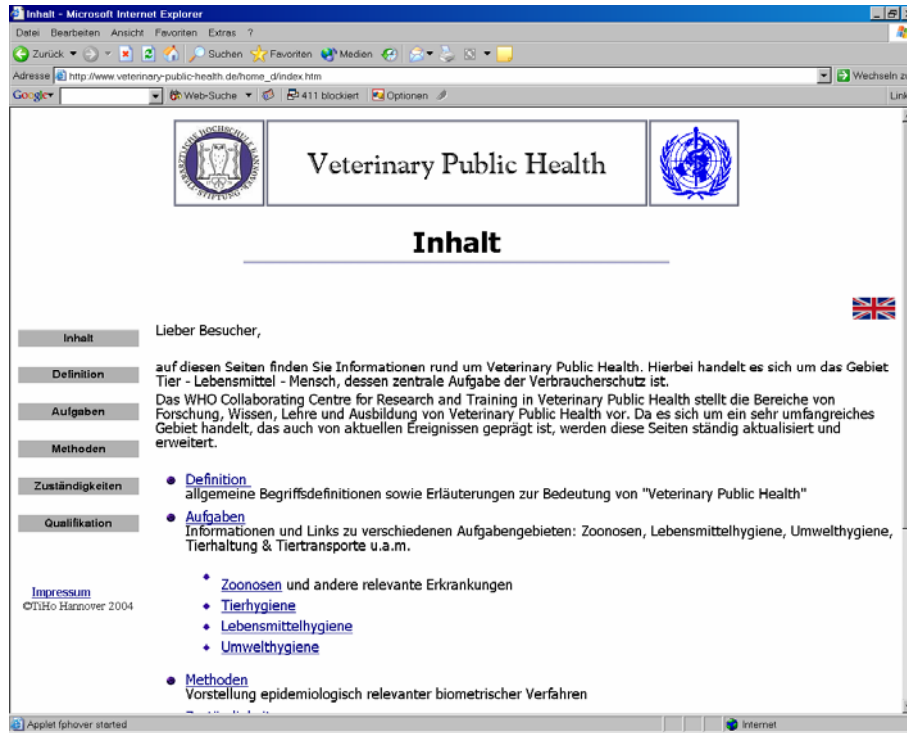 Inhalt - Microsoft Internet Explorer
Datei Bearbeiten Ansicht Favoriten Extras ?
Zurück Suchen Favoriten Medien
Adresse http://www.veterinary-public-health.de/home_d/index.htm Wechseln zu
Google Web-Suche 411 blockiert Optionen Link
Veterinary Public Health
Inhalt
Inhalt
Definition
Aufgaben
Methoden
Zuständigkeiten
Qualifikation
Impressum
©TiHo Hannover 2004
Lieber Besucher,
auf diesen Seiten finden Sie Informationen rund um Veterinary Public Health. Hierbei handelt es sich um das Gebiet
Tier - Lebensmittel - Mensch, dessen zentrale Aufgabe der Verbraucherschutz ist.
Das WHO Collaborating Centre for Research and Training in Veterinary Public Health stellt die Bereiche von
Forschung, Wissen, Lehre und Ausbildung von Veterinary Public Health vor. Da es sich um ein sehr umfangreiches
Gebiet handelt, das auch von aktuellen Ereignissen geprägt ist, werden diese Seiten ständig aktualisiert und
erweitert.
Definition
allgemeine Begriffsdefinitionen sowie Erläuterungen zur Bedeutung von "Veterinary Public Health"
Aufgaben
Informationen und Links zu verschiedenen Aufgabengebieten: Zoonosen, Lebensmittelhygiene, Umwelthygiene,
Tierhaltung & Tiertransporte u.a.m.
Zoonosen und andere relevante Erkrankungen
Tierhygiene
Lebensmittelhygiene
Umwelthygiene
Methoden
Vorstellung epidemiologisch relevanter biometrischer Verfahren
Applet fphover started Internet